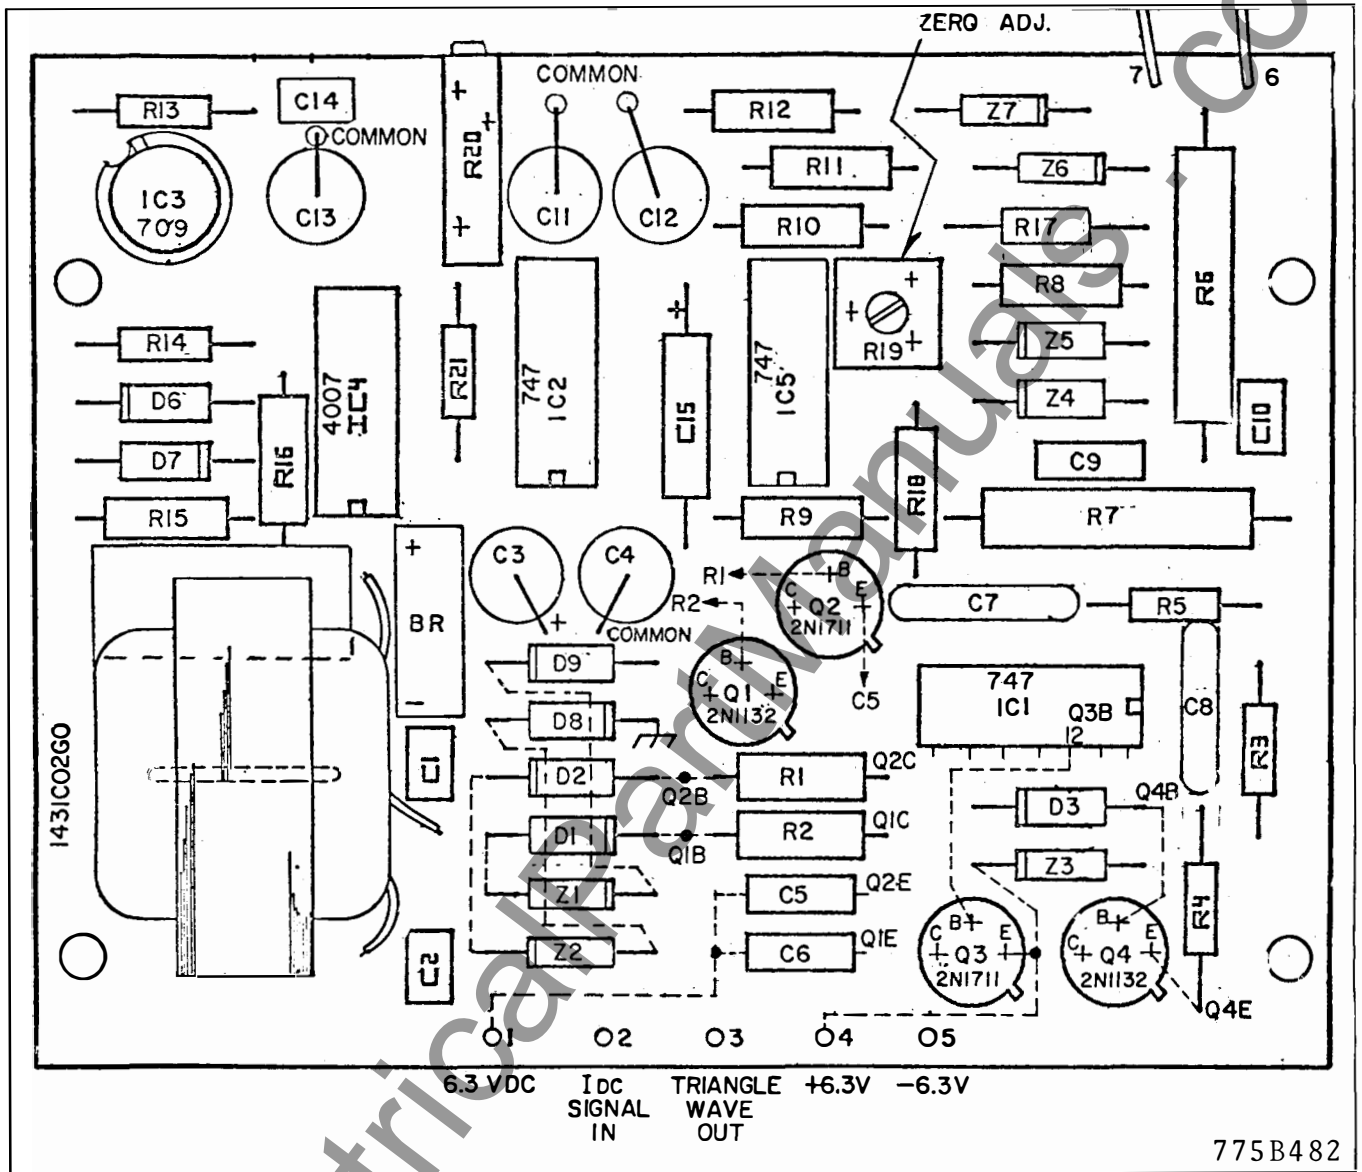 ZERO ADJ.
7
6
R13
C14
COMMON
R20
COMMON
R12
Z7
COMMON
IC3
709
C13
C11
C12
R11
R10
Z6
R17
R8
R6
R14
D6
D7
R15
R16
4007
IC4
R21
747
IC2
C15
747
IC5
R19
Z5
Z4
C10
C9
R18
R9
R7
BR
C3
C4
COMMON
R1
R2
B
C
E
Q2
2N1711
C7
R5
B
C
E
Q1
2N1132
C5
747
IC1
Q3B
12
C8
R3
1431C02G0
C1
D9
D8
D2
D1
Z1
Z2
Q2B
Q1B
R1
Q2C
R2
Q1C
C5
Q2-E
C6
Q1E
D3
Q4B
Z3
R4
C2
B
C
E
Q3
2N1711
B
C
E
Q4
2N1132
Q4E
1
2
3
4
5
6.3 VDC
IDC
SIGNAL
IN
TRIANGLE
WAVE
OUT
+6.3V
-6.3V
775B482
tricalPartManuals.co